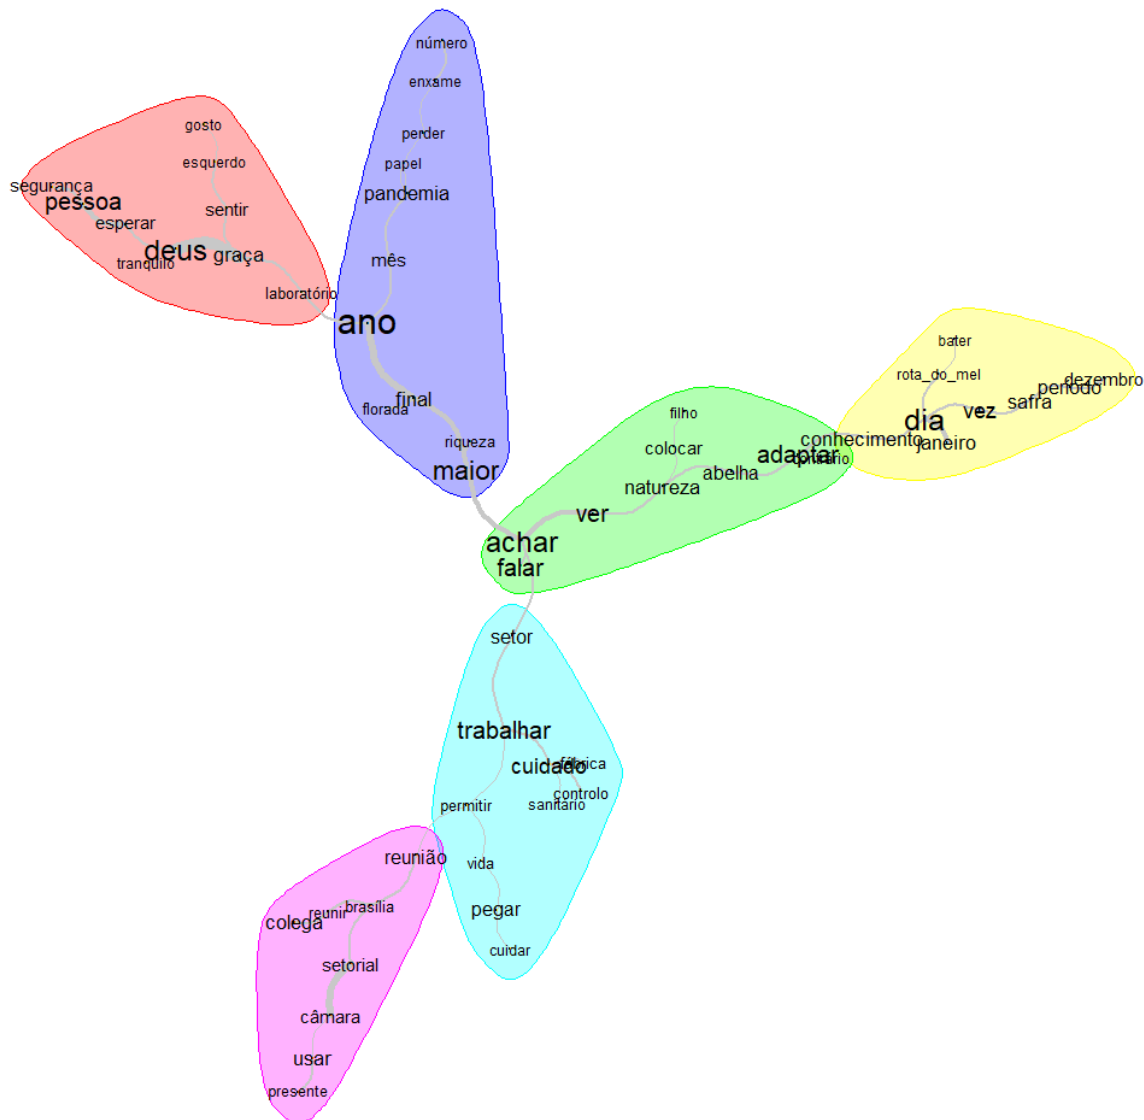 número
enxame
perder
papel
pandemia
mês
ano
final
florada
riqueza
maior
gosto
esquerdo
segurança
pessoa
sentir
esperar
deus
graça
tranquilo
laboratório
bater
rota_do_mel
dezembro
período
safra
vez
dia
janeiro
conhecimento
filho
colocar
adaptar
contrário
abelha
natureza
ver
achar
falar
setor
trabalhar
cuidado
fábrica
controlo
sanitário
permitir
vida
pegar
cuidar
reunião
brasília
reunir
colega
setorial
câmara
usar
presente